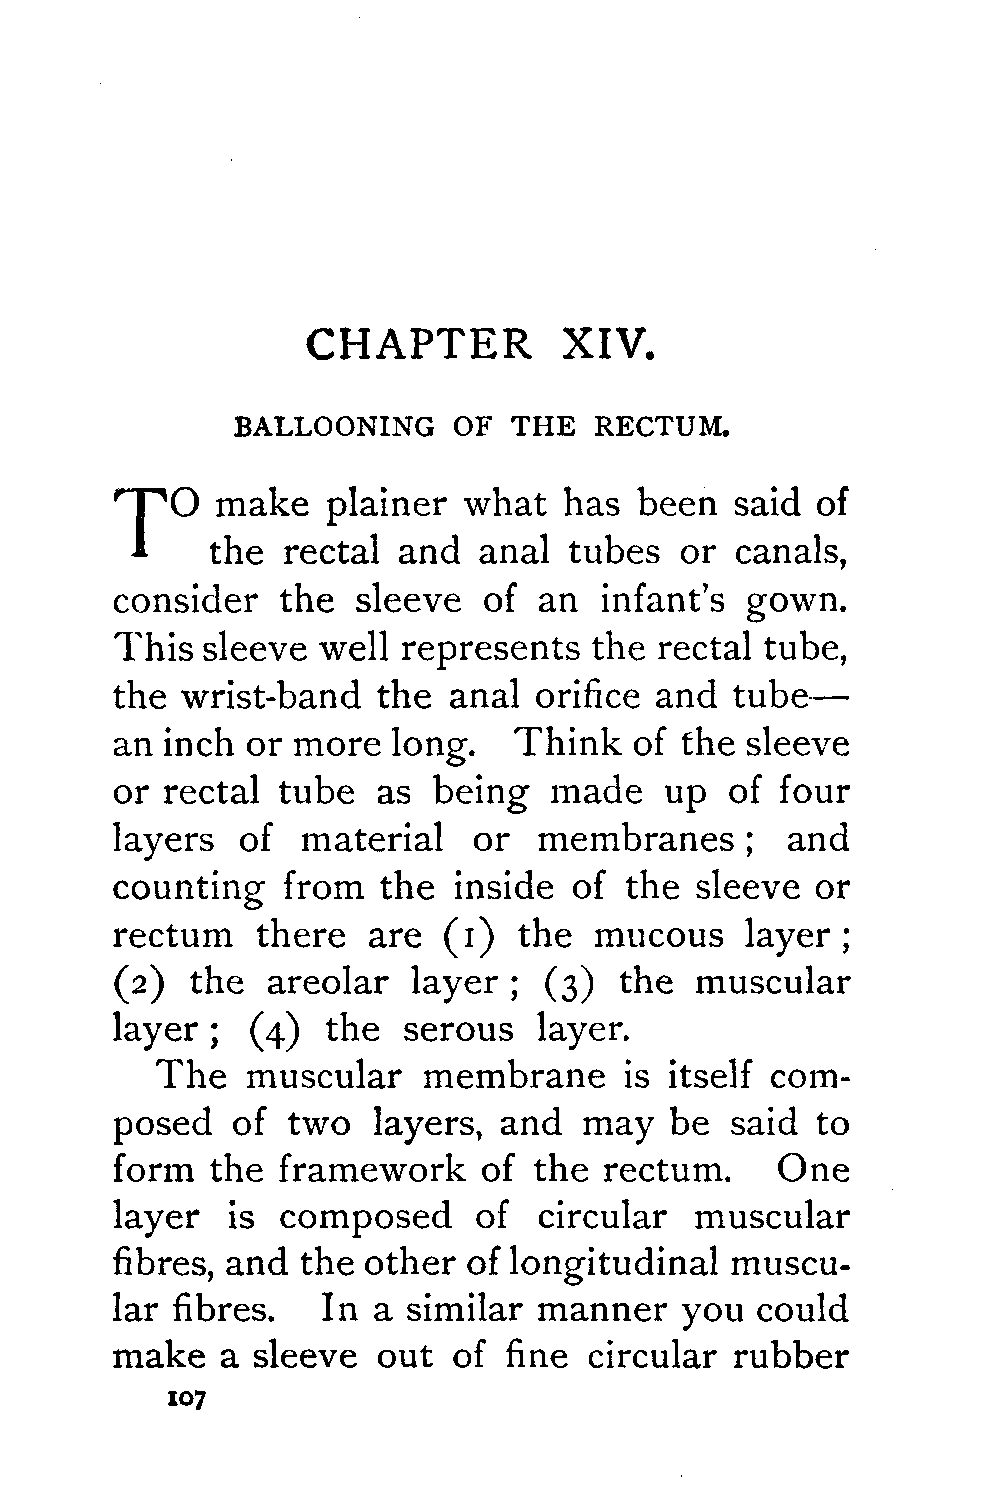 CHAPTER XIV.
BALLOONING OF THE RECTUM.
TO make plainer what has been said of
the rectal and anal tubes or canals,
consider the sleeve of an infant's gown.
This sleeve well represents the rectal tube,
the wrist-band the anal orifice and tube—
an inch or more long. Think of the sleeve
or rectal tube as being made up of four
layers of material or membranes ; and
counting from the inside of the sleeve or
rectum there are (1) the mucous layer ;
(2) the areolar layer ; (3) the muscular
layer ; (4) the serous layer.
The muscular membrane is itself com-
posed of two layers, and may be said to
form the framework of the rectum. One
layer is composed of circular muscular
fibres, and the other of longitudinal muscu-
lar fibres. In a similar manner you could
make a sleeve out of fine circular rubber
107